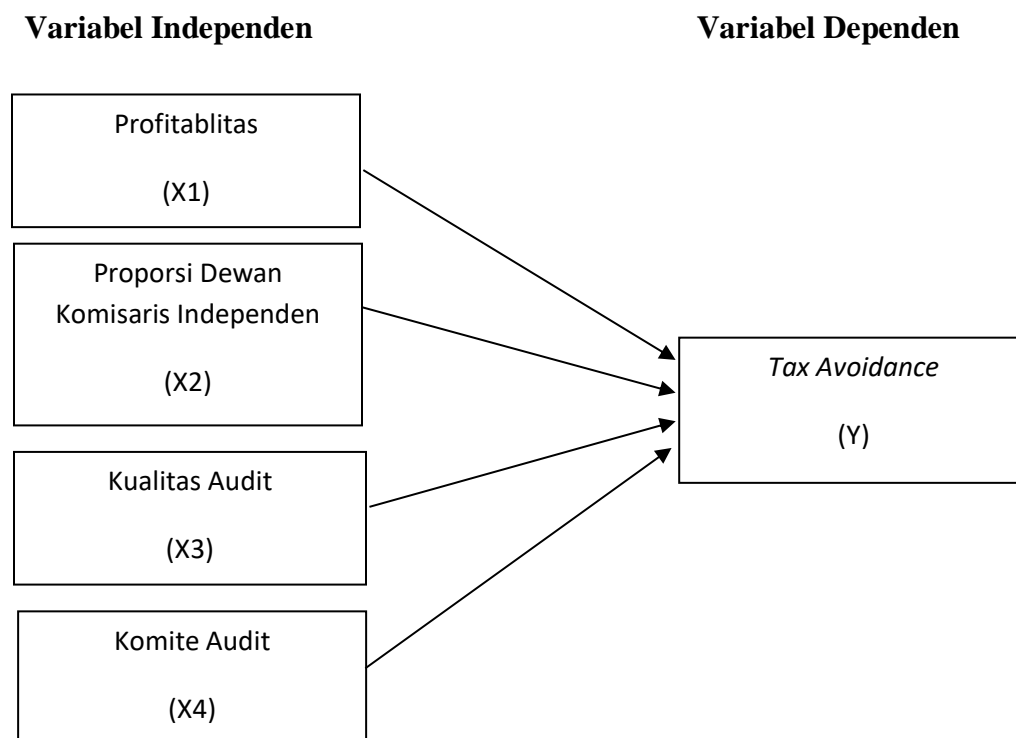 Variabel Independen
Variabel Dependen
Profitablitas
(X1)
Proporsi Dewan
Komisaris Independen
(X2)
Tax Avoidance
(Y)
Kualitas Audit
(X3)
Komite Audit
(X4)